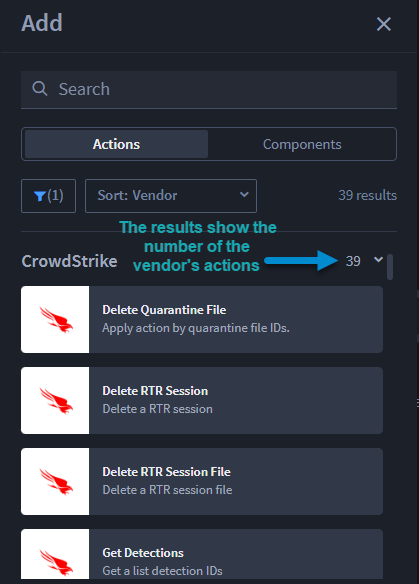 Add
Search
Actions
Components
(1)
Sort: Vendor
39 results
The results show the
number of the
vendor's actions
CrowdStrike
39
Delete Quarantine File
Apply action by quarantine file IDs.
Delete RTR Session
Delete a RTR session
Delete RTR Session File
Delete a RTR session file
Get Detections
Get a list detection IDs